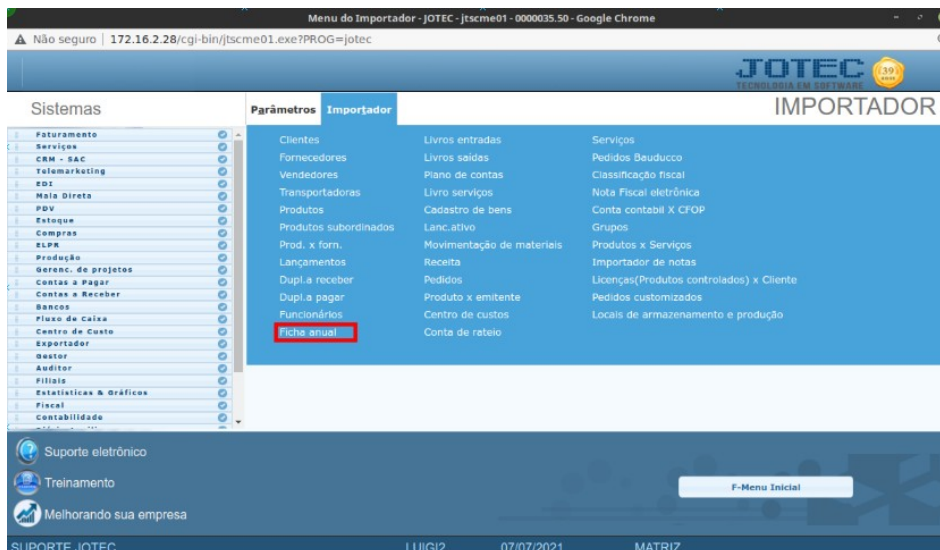 Menu do Importador - JOTEC - jtscme01 - 0000035.50 - Google Chrome
Não seguro | 172.16.2.28/cgi-bin/jtscme01.exe?PROG=jotec
JOTEC
TECNOLOGIA EM SOFTWARE
39
Sistemas
Parâmetros
Importador
IMPORTADOR
Faturamento
Serviços
CRM - SAC
Telemarketing
EDI
Mala Direta
PDV
Estoque
Compras
ELPR
Produção
Gerenc. de projetos
Contas a Pagar
Contas a Receber
Bancos
Fluxo de Caixa
Centro de Custo
Exportador
Gestor
Auditor
Filiais
Estatísticas & Gráficos
Fiscal
Contabilidade
Clientes
Fornecedores
Vendedores
Transportadoras
Produtos
Produtos subordinados
Prod. x forn.
Lançamentos
Dupl.a receber
Dupl.a pagar
Funcionários
Ficha anual
Livros entradas
Livros saídas
Plano de contas
Livro serviços
Cadastro de bens
Lanc.ativo
Movimentação de materiais
Receita
Pedidos
Produto x emitente
Centro de custos
Conta de rateio
Serviços
Pedidos Bauducco
Classificação fiscal
Nota Fiscal eletrônica
Conta contabil X CFOP
Grupos
Produtos x Serviços
Importador de notas
Licenças(Produtos controlados) x Cliente
Pedidos customizados
Locais de armazenamento e produção
Suporte eletrônico
Treinamento
Melhorando sua empresa
F-Menu Inicial
SUPORTE JOTEC
LUIGI2
07/07/2021
MATRIZ